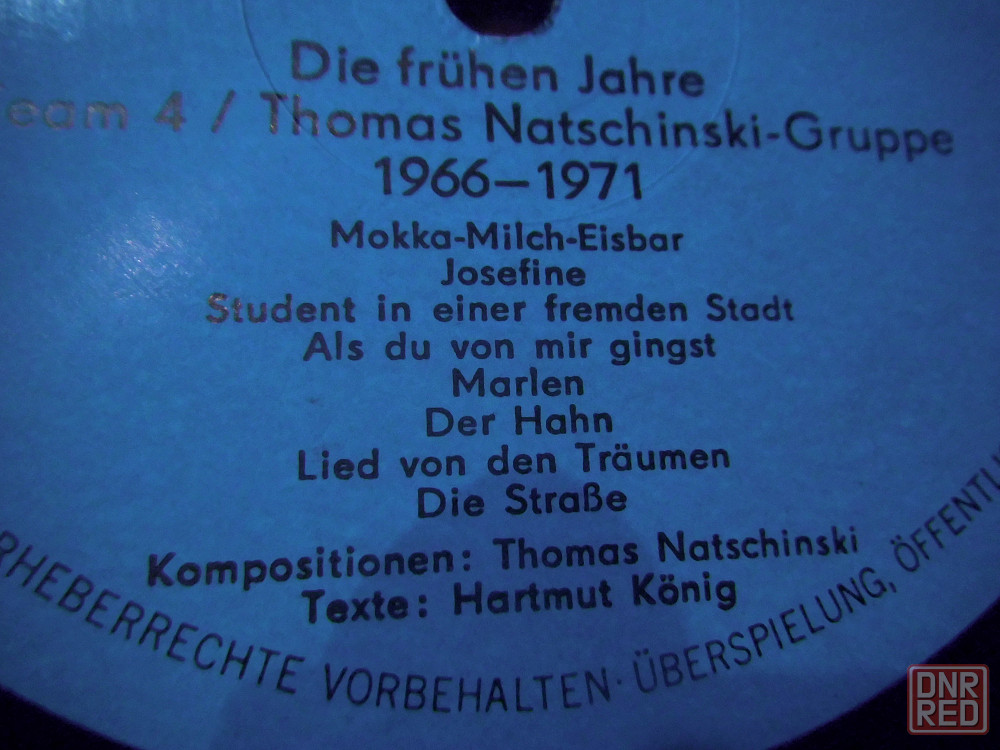 Die frühen Jahre
Team 4 / Thomas Natschinski-Gruppe
1966–1971
Mokka-Milch-Eisbar
Josefine
Student in einer fremden Stadt
Als du von mir gingst
Marlen
Der Hahn
Lied von den Träumen
Die Straße
Kompositionen: Thomas Natschinski
Texte: Hartmut König
RHEBERRECHTE VORBEHALTEN · ÜBERSPIELUNG, ÖFFENTLI
DNR
RED